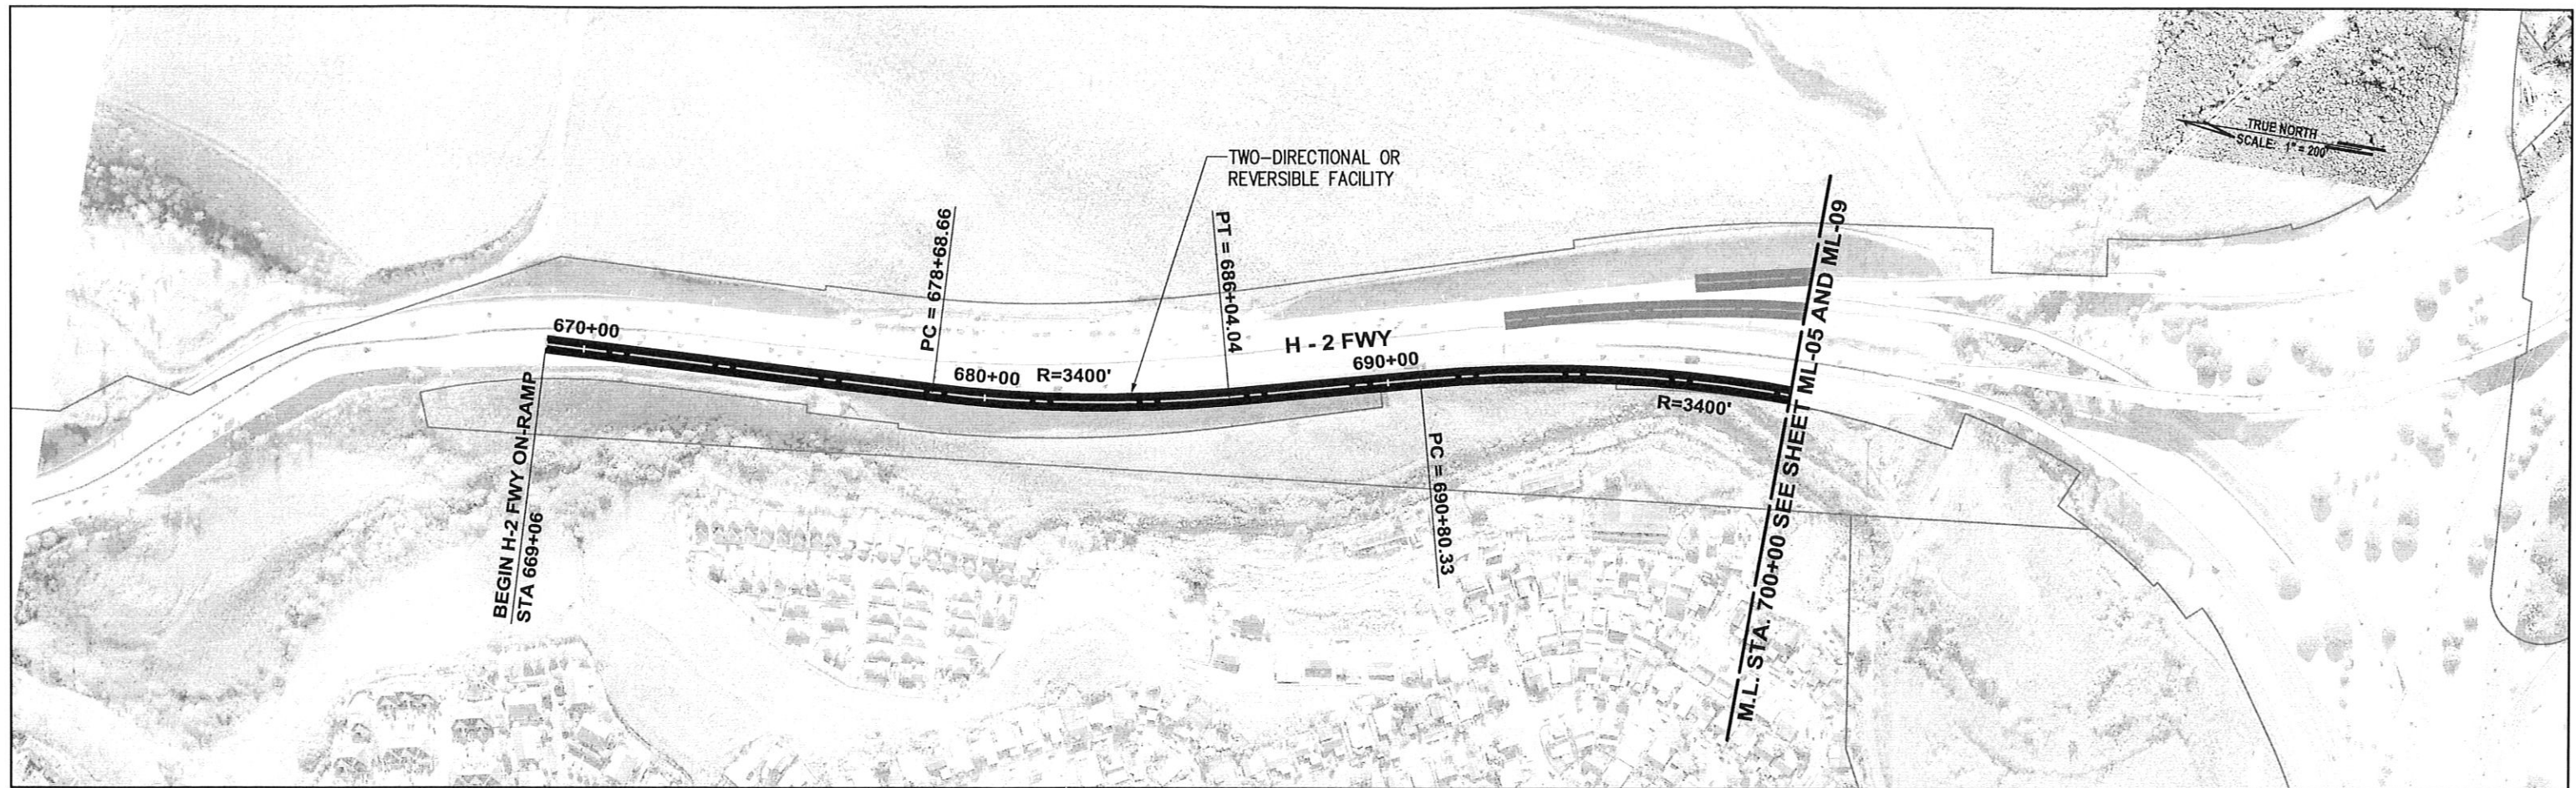 TRUE NORTH
SCALE: 1" = 200'
TWO-DIRECTIONAL OR
REVERSIBLE FACILITY
PC = 678+68.66
PT = 686+04.04
670+00
H - 2 FWY
690+00
680+00 R=3400'
R=3400'
BEGIN H-2 FWY ON-RAMP
STA 669+06
PC = 690+80.33
M.L. STA. 700+00 SEE SHEET ML-05 AND ML-09